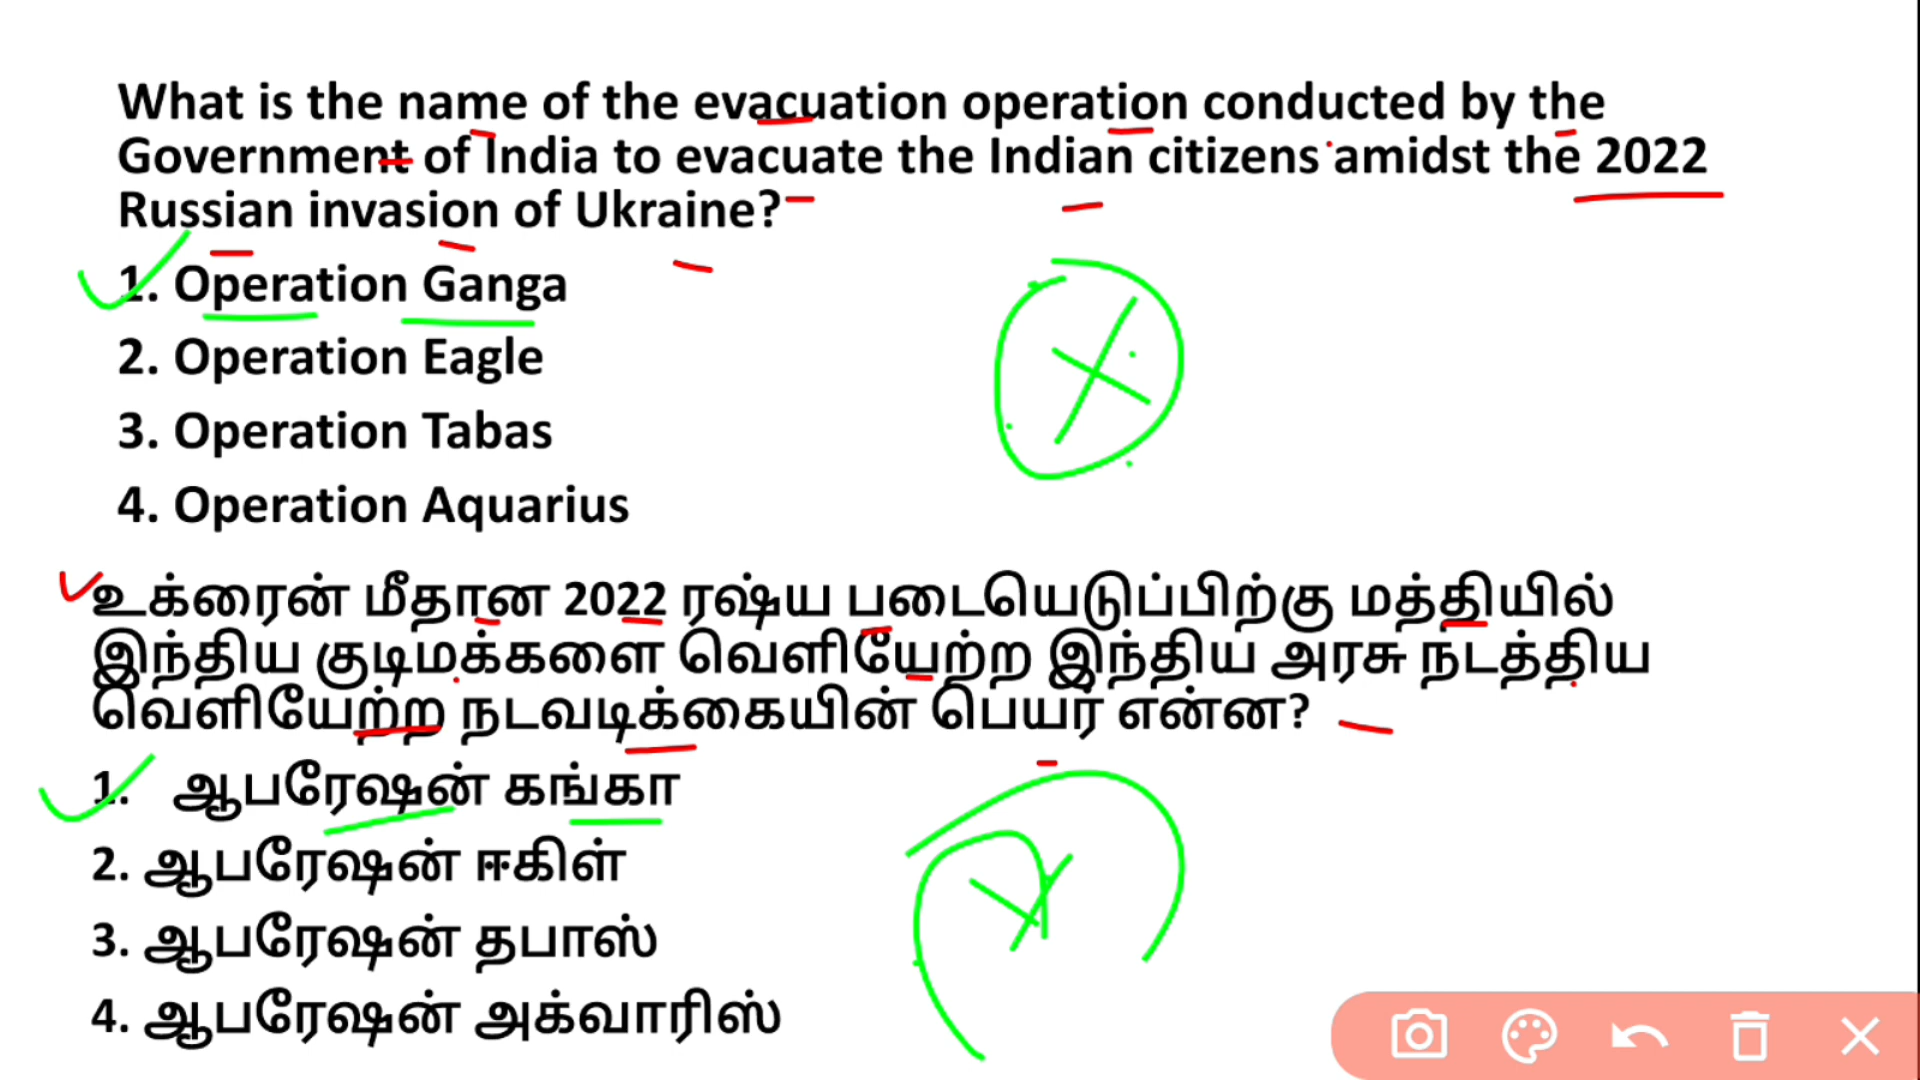 What is the name of the evacuation operation conducted by the
Government of India to evacuate the Indian citizens amidst the 2022
Russian invasion of Ukraine?
1. Operation Ganga
2. Operation Eagle
3. Operation Tabas
4. Operation Aquarius
உக்ரைன் மீதான 2022 ரஷ்ய படையெடுப்பிற்கு மத்தியில்
இந்திய குடிமக்களை வெளியேற்ற இந்திய அரசு நடத்திய
வெளியேற்ற நடவடிக்கையின் பெயர் என்ன?
1. ஆபரேஷன் கங்கா
2. ஆபரேஷன் ஈகிள்
3. ஆபரேஷன் தபாஸ்
4. ஆபரேஷன் அக்வாரிஸ்